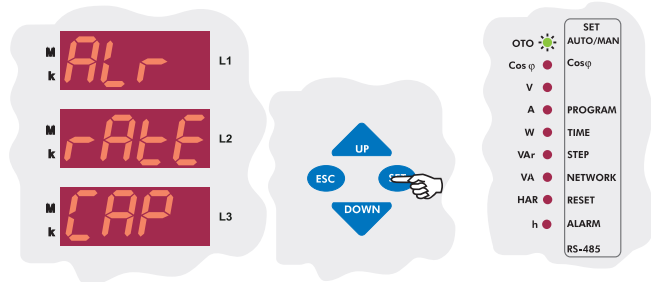 M
ALr
L1
k
M
rAtE
L2
k
M
CAP
L3
k
UP
ESC
DOWN
SET
OTO AUTO/MAN
Cos φ Cosφ
V
A PROGRAM
W TIME
VAr STEP
VA NETWORK
HAR RESET
h ALARM
RS-485